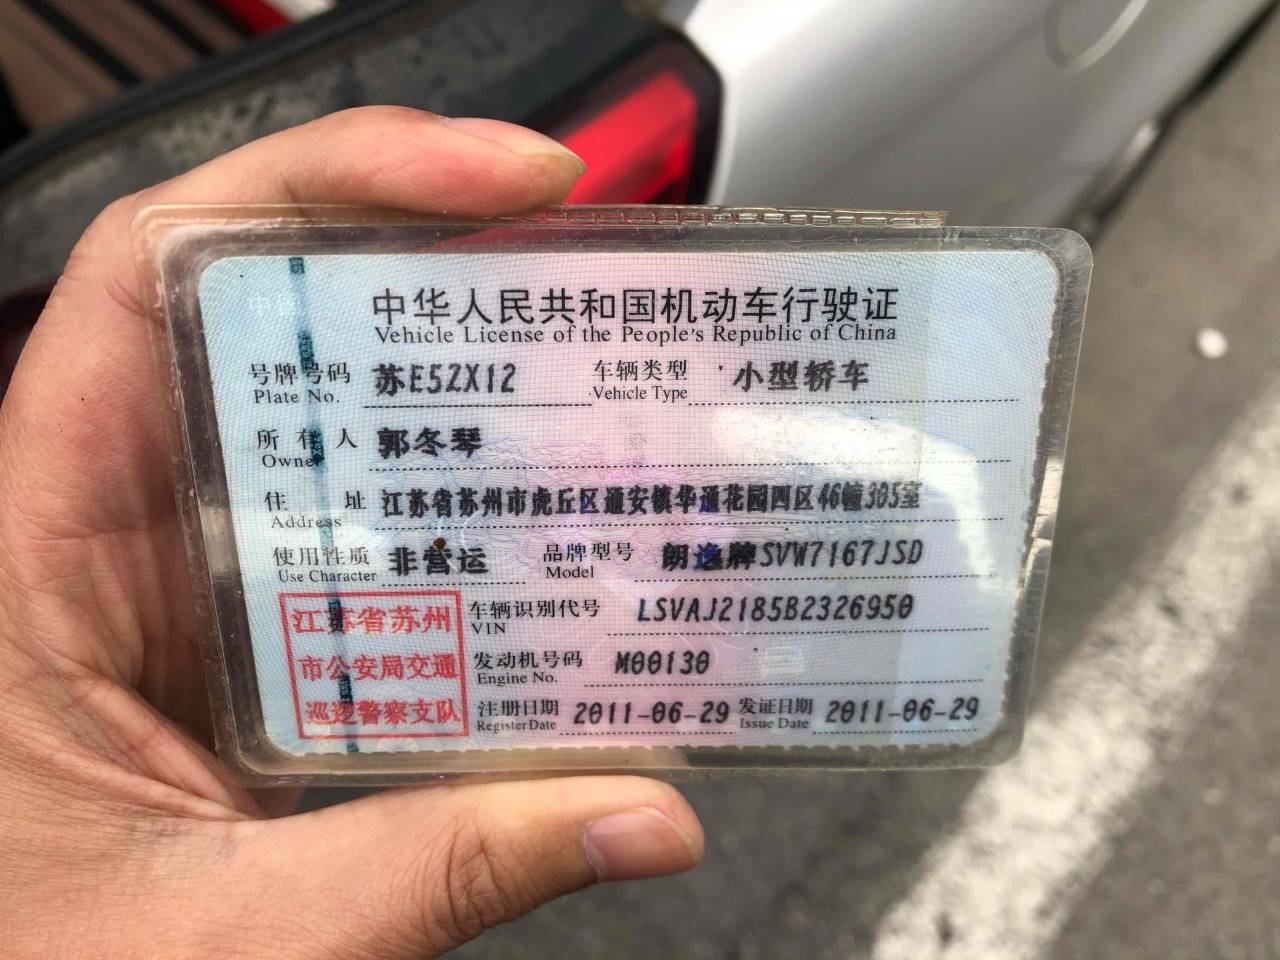 中华人民共和国机动车行驶证
Vehicle License of the People's Republic of China
号牌号码 苏E52X12 车辆类型 小型轿车
Plate No. Vehicle Type
所有人 郭冬琴
Owner
住址 江苏省苏州市虎丘区通安镇华通花园四区46幢305室
Address
使用性质 非营运 品牌型号 朗逸牌SVW7167JSD
Use Character Model
江苏省苏州
市公安局交通
巡逻警察支队
车辆识别代号 LSVAJ2185B2326950
VIN
发动机号码 M00130
Engine No.
注册日期 2011-06-29 发证日期 2011-06-29
Register Date Issue Date